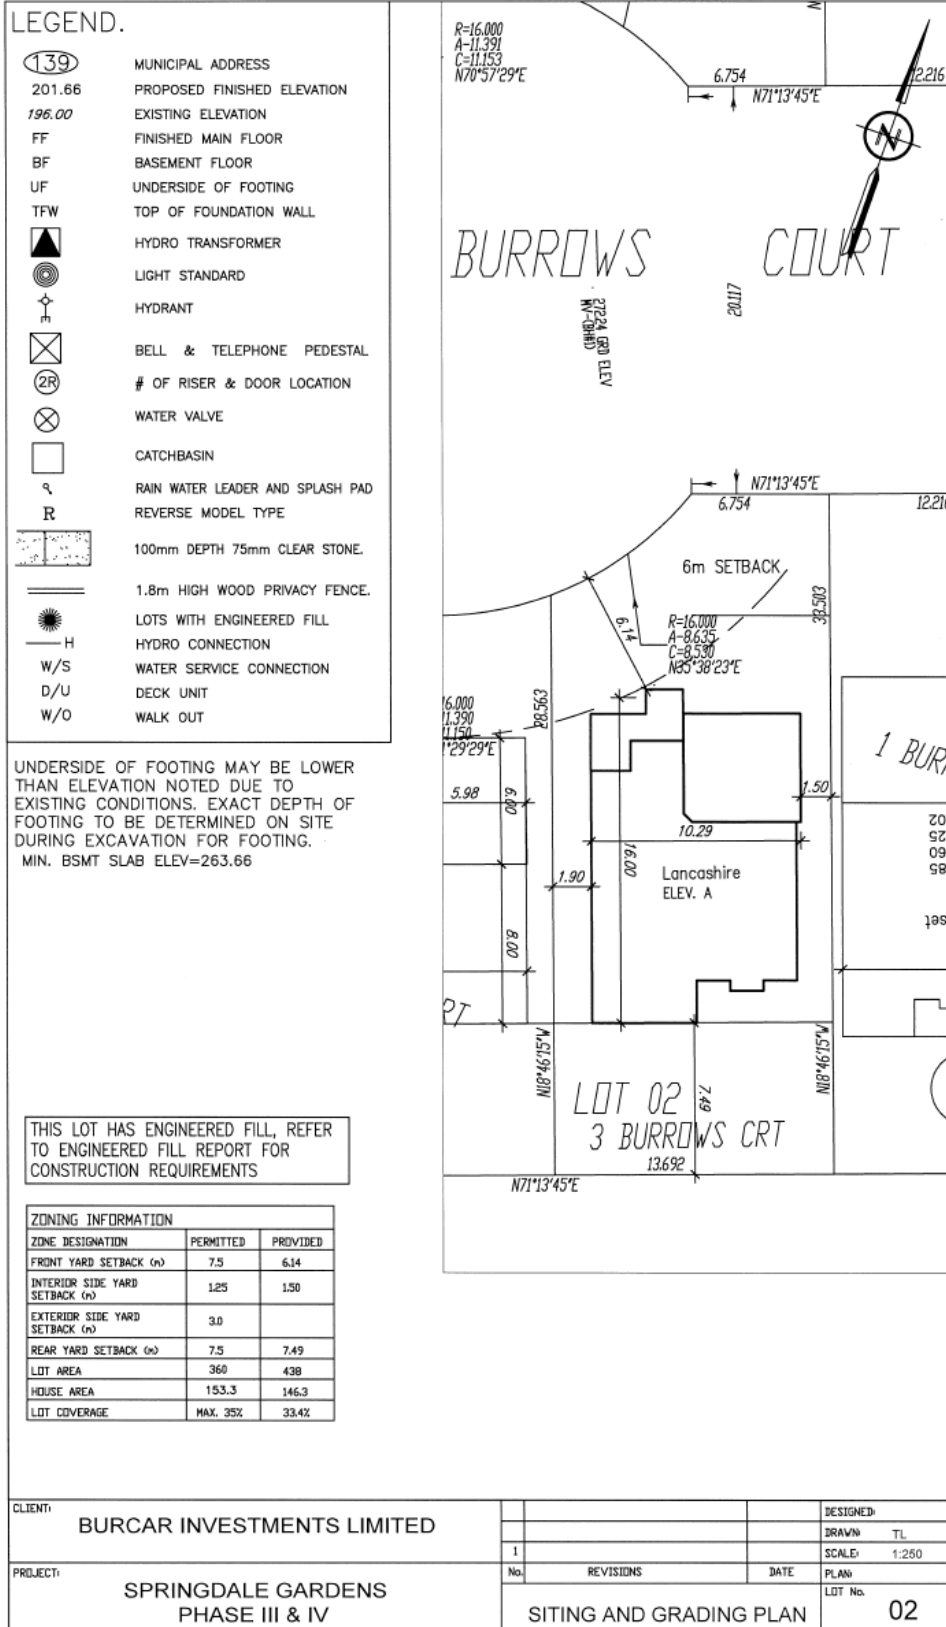 LEGEND.
139 MUNICIPAL ADDRESS
201.66 PROPOSED FINISHED ELEVATION
196.00 EXISTING ELEVATION
FF FINISHED MAIN FLOOR
BF BASEMENT FLOOR
UF UNDERSIDE OF FOOTING
TFW TOP OF FOUNDATION WALL
HYDRO TRANSFORMER
LIGHT STANDARD
HYDRANT
BELL & TELEPHONE PEDESTAL
2R # OF RISER & DOOR LOCATION
WATER VALVE
CATCHBASIN
RAIN WATER LEADER AND SPLASH PAD
R REVERSE MODEL TYPE
100mm DEPTH 75mm CLEAR STONE.
1.8m HIGH WOOD PRIVACY FENCE.
LOTS WITH ENGINEERED FILL
H HYDRO CONNECTION
W/S WATER SERVICE CONNECTION
D/U DECK UNIT
W/O WALK OUT
UNDERSIDE OF FOOTING MAY BE LOWER
THAN ELEVATION NOTED DUE TO
EXISTING CONDITIONS. EXACT DEPTH OF
FOOTING TO BE DETERMINED ON SITE
DURING EXCAVATION FOR FOOTING.
MIN. BSMT SLAB ELEV=263.66
THIS LOT HAS ENGINEERED FILL, REFER
TO ENGINEERED FILL REPORT FOR
CONSTRUCTION REQUIREMENTS
ZONING INFORMATION
ZONE DESIGNATION PERMITTED PROVIDED
FRONT YARD SETBACK (m) 7.5 6.14
INTERIOR SIDE YARD
SETBACK (m) 1.25 1.50
EXTERIOR SIDE YARD
SETBACK (m) 3.0
REAR YARD SETBACK (m) 7.5 7.49
LOT AREA 360 438
HOUSE AREA 153.3 146.3
LOT COVERAGE MAX. 35% 33.4%
R=16.000
A-11.391
C=11.153
N70°57'29"E
6.754
N71°13'45"E
12.216
N
BURROWS COURT
272.24 GRD ELEV
20.117
N71°13'45"E
6.754
12.216
6m SETBACK
33.503
6.14
R=16.000
A-8.635
C=8.530
N35°38'23"E
28.563
6.000
1.390
1.150
1°29'29"E
1 BUR
5.98
6.00
1.50
10.29
16.00
Lancashire
ELEV. A
1.90
8.00
N18°46'15"W
N18°46'15"W
LOT 02
7.49
3 BURROWS CRT
13.692
N71°13'45"E
CLIENT:
BURCAR INVESTMENTS LIMITED
PROJECT:
SPRINGDALE GARDENS
PHASE III & IV
1
No. REVISIONS DATE
SITING AND GRADING PLAN
DESIGNED:
DRAWN: TL
SCALE: 1:250
PLAN:
LOT No.
02